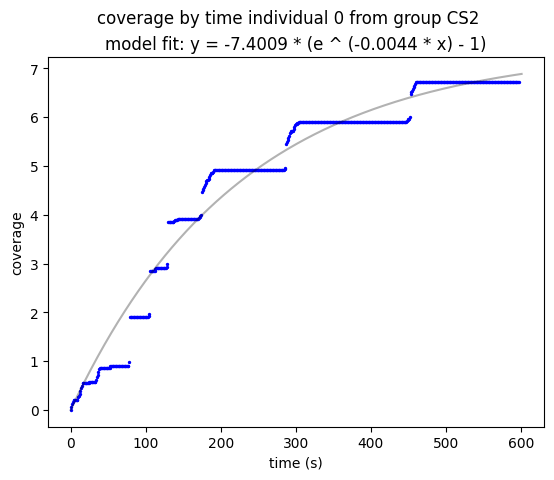 coverage by time individual 0 from group CS2
model fit: y = -7.4009 * (e ^ (-0.0044 * x) - 1)
7
6
5
4
3
2
1
0
coverage
0 100 200 300 400 500 600
time (s)